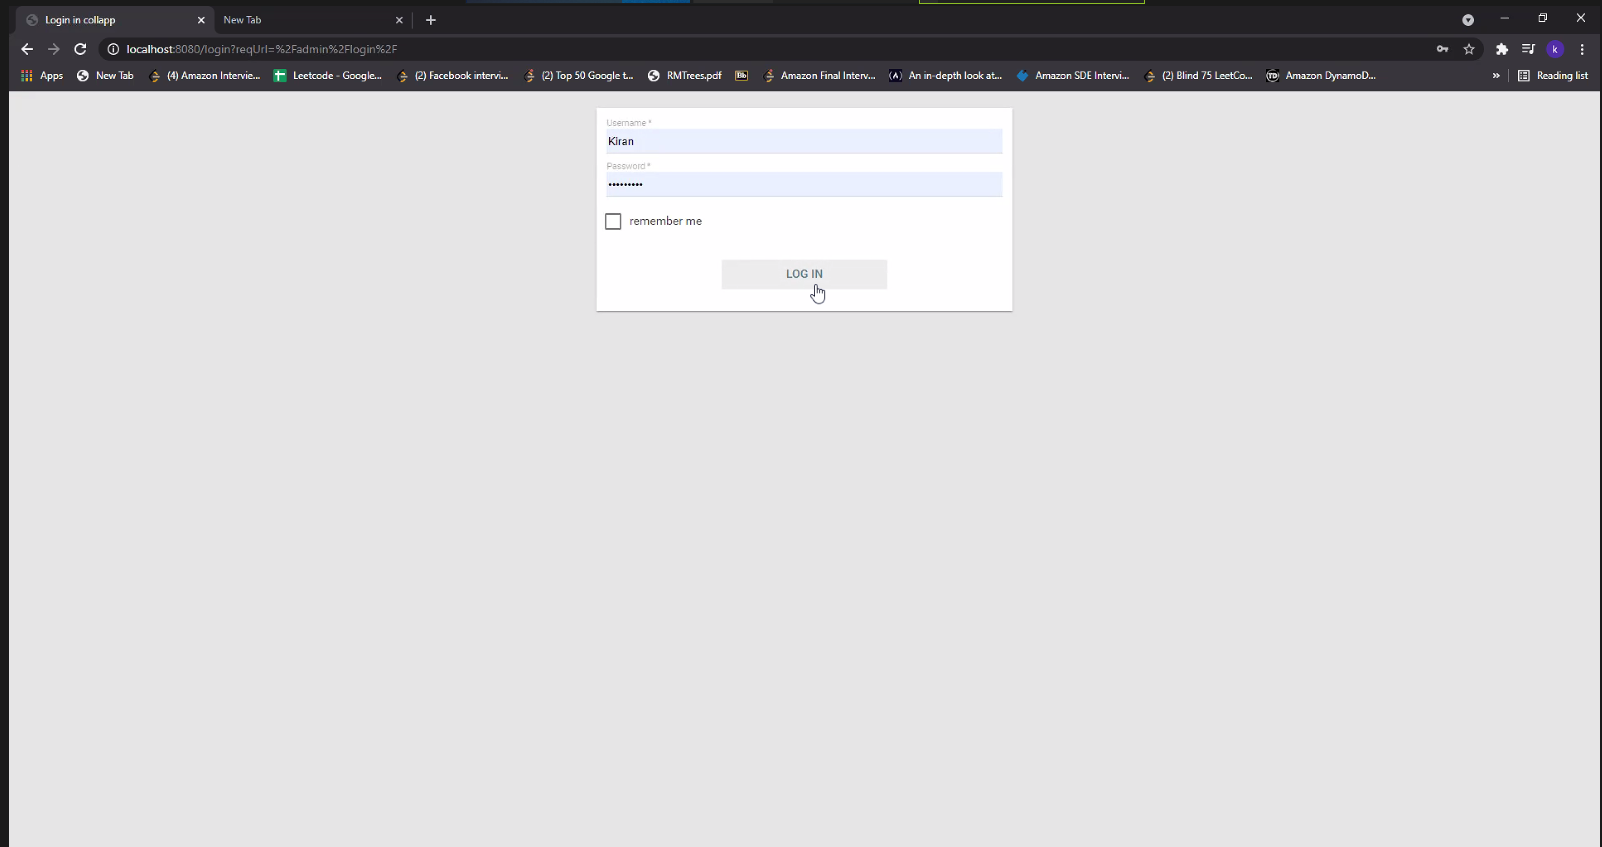 Login in collapp
New Tab
localhost:8080/login?reqUrl=%2Fadmin%2Flogin%2F
Apps
New Tab
(4) Amazon Intervie...
Leetcode - Google...
(2) Facebook intervi...
(2) Top 50 Google t...
RMTrees.pdf
Bb
Amazon Final Interv...
An in-depth look at...
Amazon SDE Intervi...
(2) Blind 75 LeetCo...
TD
Amazon DynamoD...
»
Reading list
k
Username *
Kiran
Password *
•••••••••
remember me
LOG IN